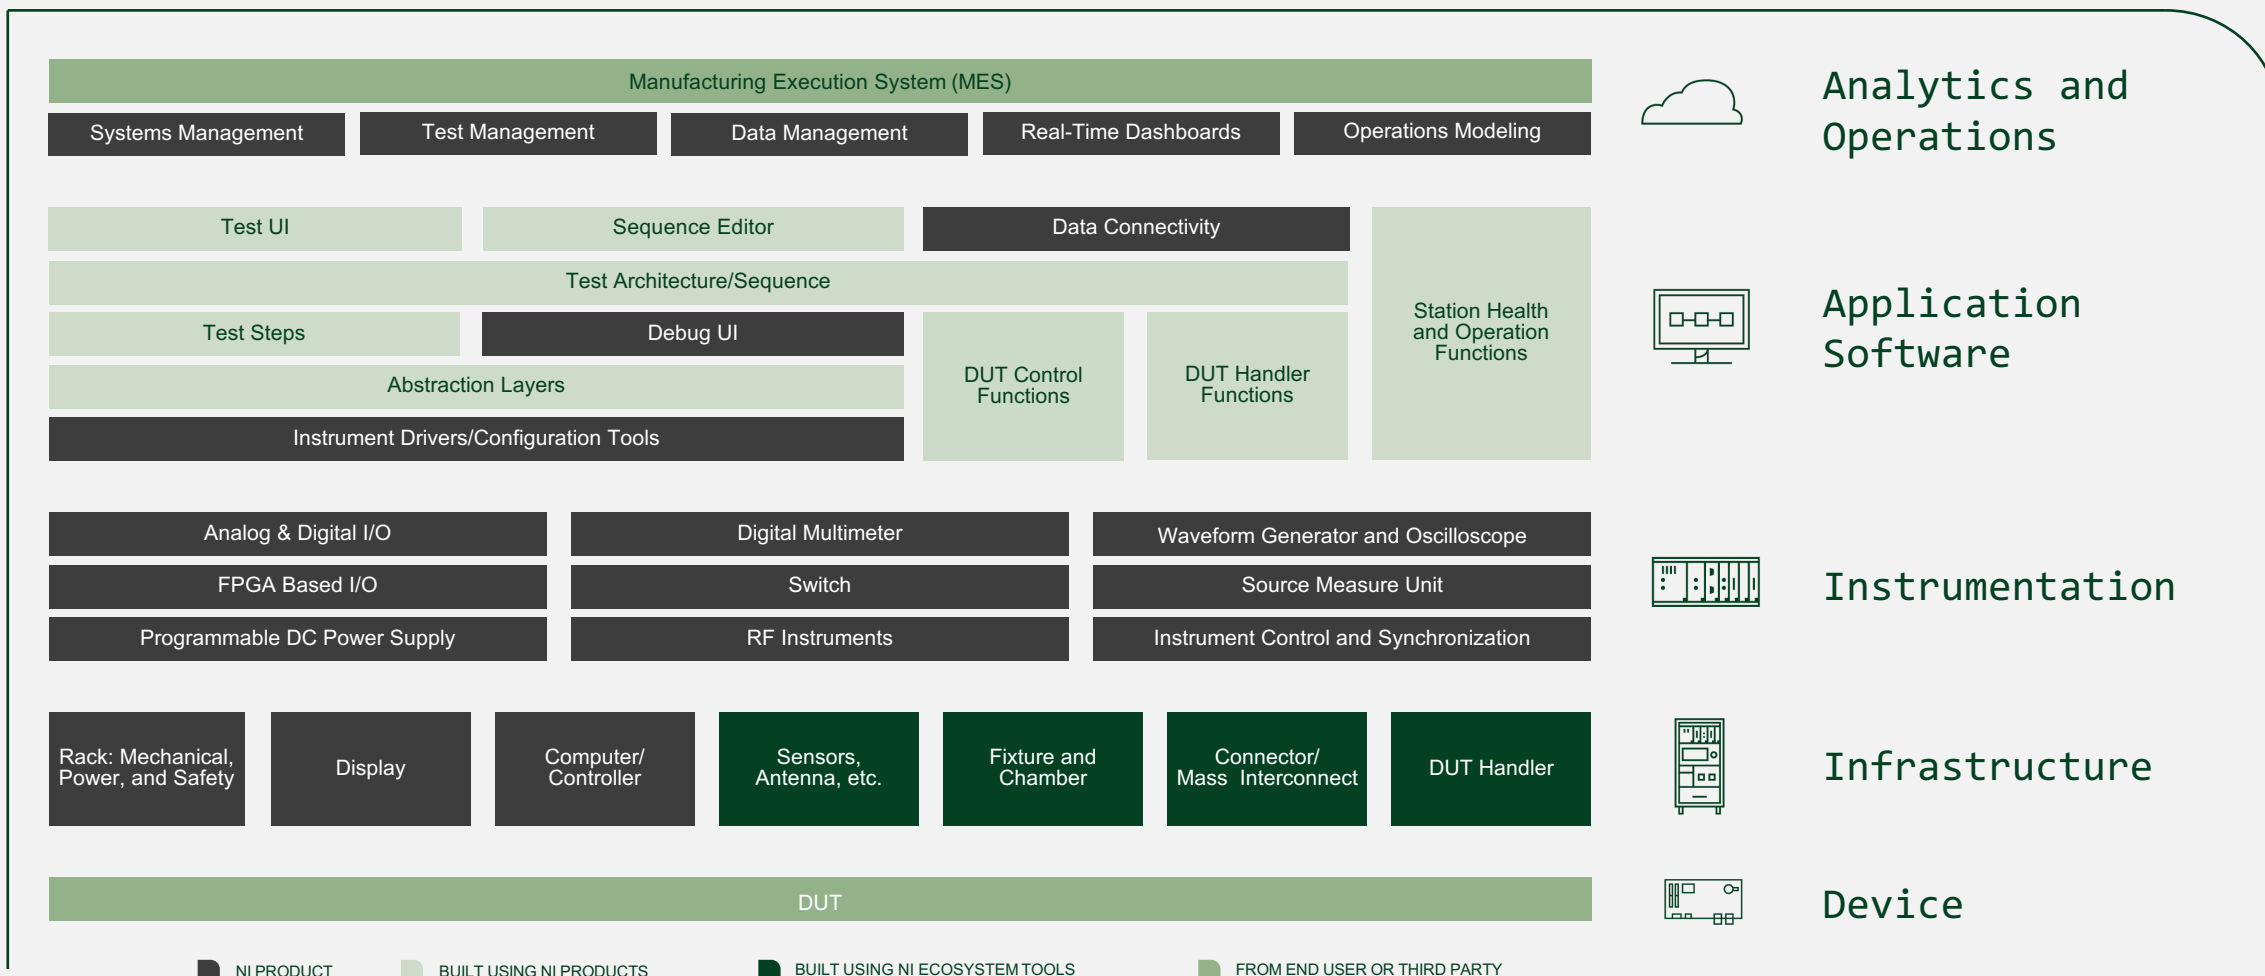 Manufacturing Execution System (MES)
Systems Management
Test Management
Data Management
Real-Time Dashboards
Operations Modeling
Analytics and
Operations
Test UI
Sequence Editor
Data Connectivity
Test Architecture/Sequence
Test Steps
Debug UI
Abstraction Layers
Instrument Drivers/Configuration Tools
DUT Control
Functions
DUT Handler
Functions
Station Health
and Operation
Functions
Application
Software
Analog & Digital I/O
Digital Multimeter
Waveform Generator and Oscilloscope
FPGA Based I/O
Switch
Source Measure Unit
Programmable DC Power Supply
RF Instruments
Instrument Control and Synchronization
Instrumentation
Rack: Mechanical,
Power, and Safety
Display
Computer/
Controller
Sensors,
Antenna, etc.
Fixture and
Chamber
Connector/
Mass Interconnect
DUT Handler
Infrastructure
DUT
Device
NI PRODUCT
BUILT USING NI PRODUCTS
BUILT USING NI ECOSYSTEM TOOLS
FROM END USER OR THIRD PARTY